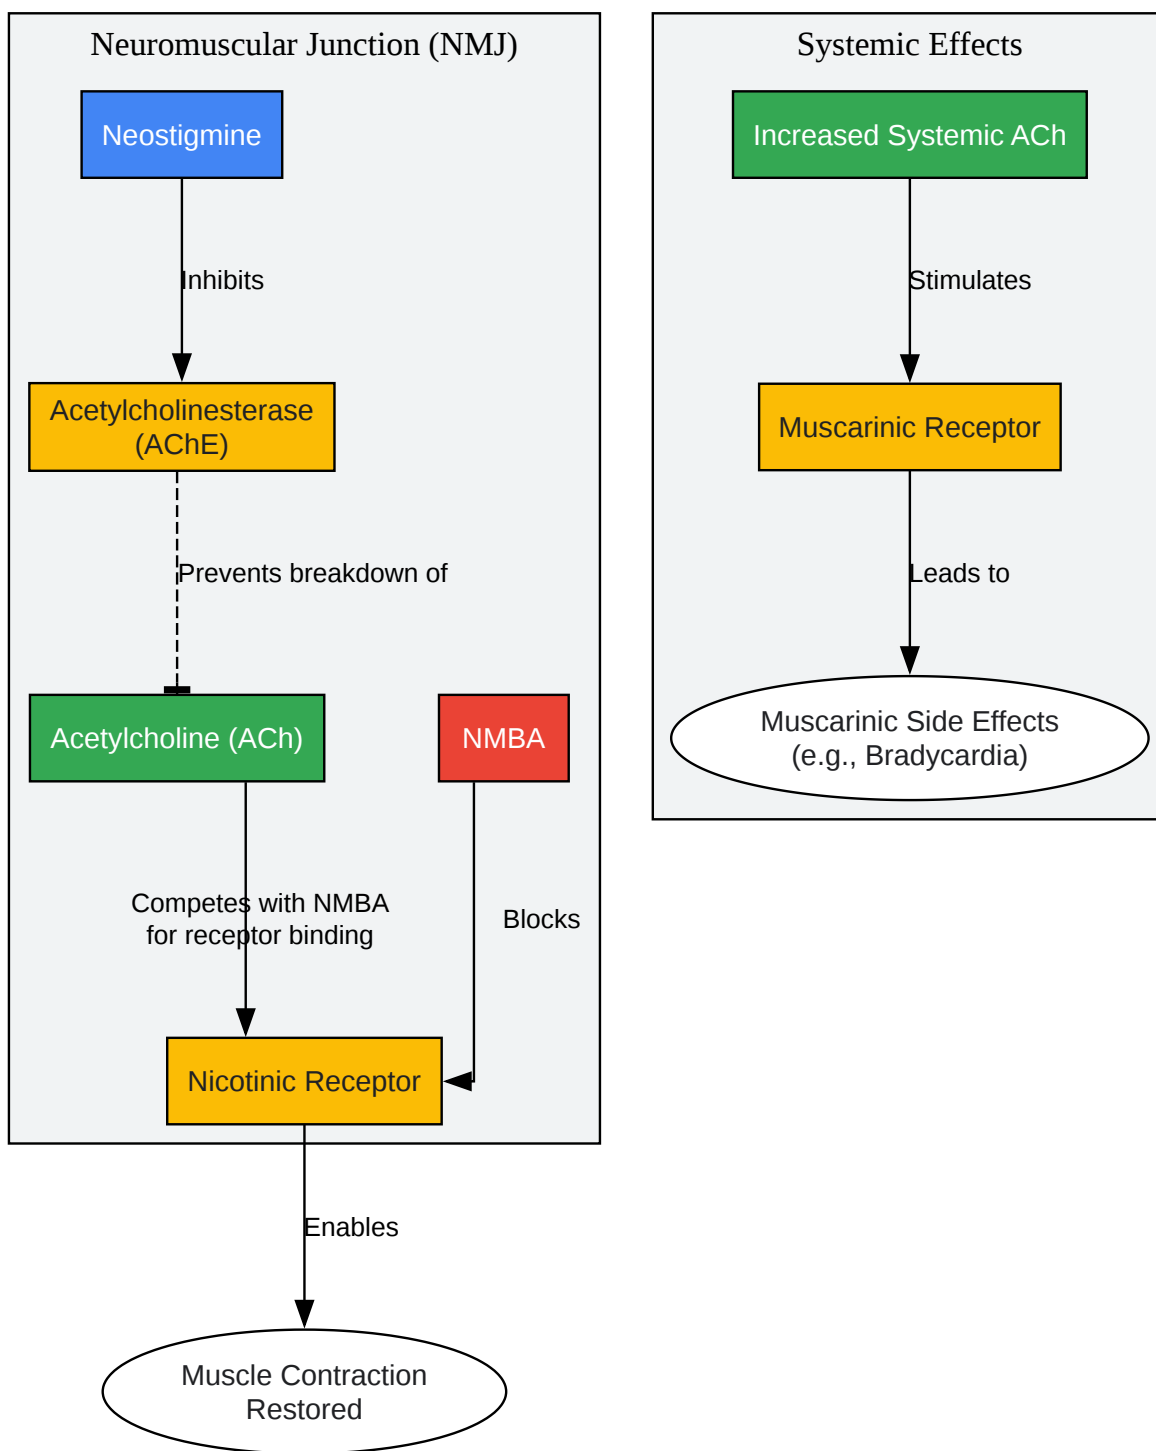 Neuromuscular Junction (NMJ)
Neostigmine
Inhibits
Acetylcholinesterase
(AChE)
Prevents breakdown of
Acetylcholine (ACh)
NMBA
Competes with NMBA
for receptor binding
Blocks
Nicotinic Receptor
Enables
Muscle Contraction
Restored
Systemic Effects
Increased Systemic ACh
Stimulates
Muscarinic Receptor
Leads to
Muscarinic Side Effects
(e.g., Bradycardia)